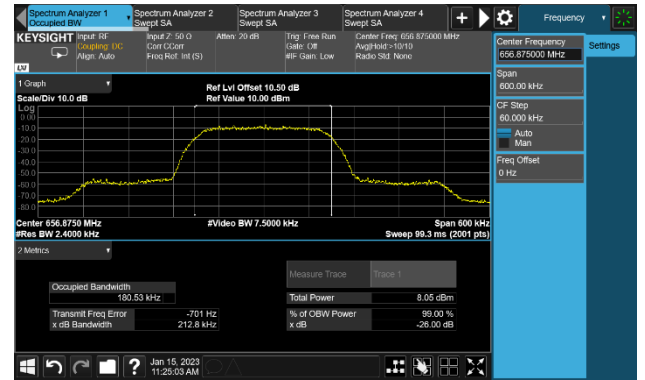 Spectrum Analyzer 1
Occupied BW
Spectrum Analyzer 2
Swept SA
Spectrum Analyzer 3
Swept SA
Spectrum Analyzer 4
Swept SA
Frequency
KEYSIGHT
Input: RF
Coupling: DC
Align: Auto
Input Z: 50 Ω
Corr CCorr
Freq Ref: Int (S)
Atten: 20 dB
Trig: Free Run
Gate: Off
#IF Gain: Low
Center Freq: 656.875000 MHz
Avg|Hold:>10/10
Radio Std: None
LXI
Center Frequency
656.875000 MHz
Settings
Span
600.00 kHz
CF Step
60.000 kHz
Auto
Man
Freq Offset
0 Hz
1 Graph
Scale/Div 10.0 dB
Ref Lvl Offset 10.50 dB
Ref Value 10.00 dBm
Log
0.00
-10.0
-20.0
-30.0
-40.0
-50.0
-60.0
-70.0
-80.0
Center 656.8750 MHz
#Res BW 2.4000 kHz
#Video BW 7.5000 kHz
Span 600 kHz
Sweep 99.3 ms (2001 pts)
2 Metrics
Measure Trace
Trace 1
Occupied Bandwidth
180.53 kHz
Total Power
8.05 dBm
Transmit Freq Error
-701 Hz
% of OBW Power
99.00 %
x dB Bandwidth
212.8 kHz
x dB
-26.00 dB
Jan 15, 2023
11:25:03 AM